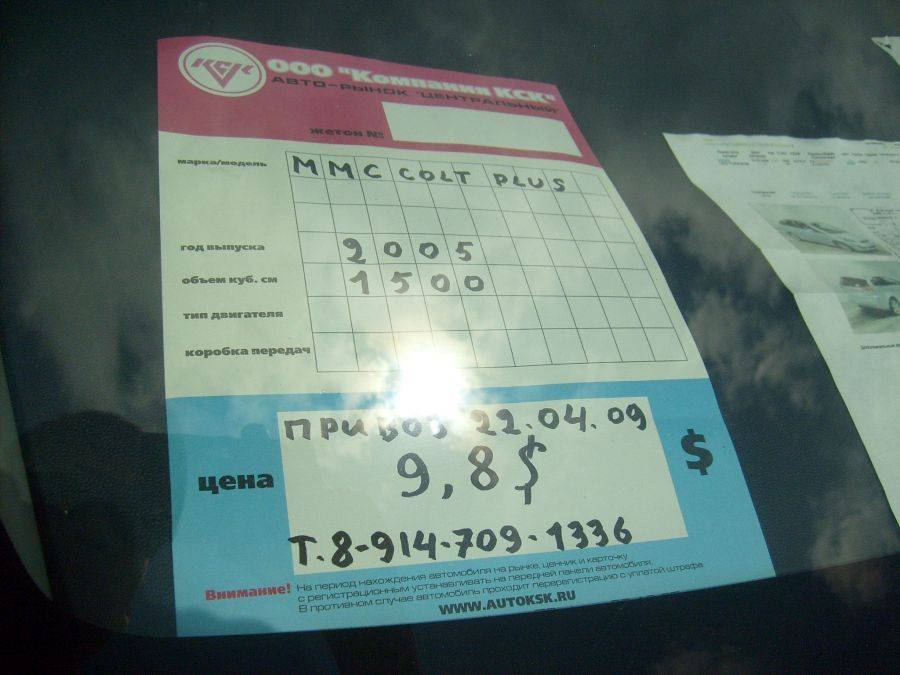 КСК
ООО "Компания КСК"
АВТО-РЫНОК "ЦЕНТРАЛЬНЫЙ"
жетон №
марка/модель MMC COLT PLUS
год выпуска 2005
объем куб. см 1500
тип двигателя
коробка передач
ПРИВОЗ 22.04.09
цена 9,8$ $
Т. 8-914-709-1336
Внимание! На период нахождения автомобиля на рынке, ценник и карточку
с регистрационным устанавливать на передней панели автомобиля.
В противном случае автомобиль проходит перерегистрацию с уплатой штрафа
WWW.AUTOKSK.RU